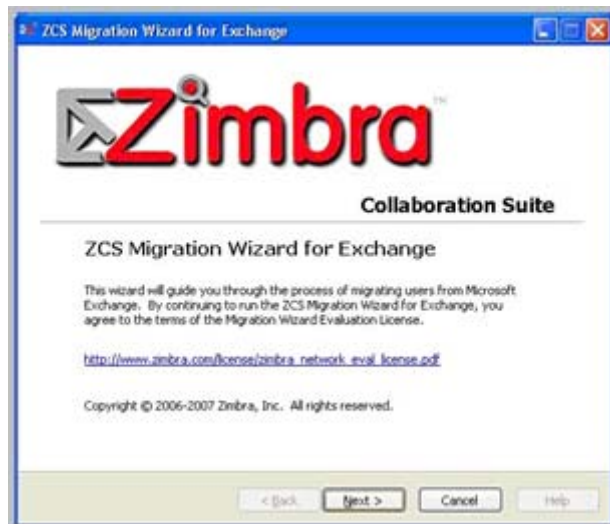 ZCS Migration Wizard for Exchange
Zimbra™
Collaboration Suite
ZCS Migration Wizard for Exchange
This wizard will guide you through the process of migrating users from Microsoft
Exchange. By continuing to run the ZCS Migration Wizard for Exchange, you
agree to the terms of the Migration Wizard Evaluation License.
http://www.zimbra.com/license/zimbra_network_eval_license.pdf
Copyright © 2006-2007 Zimbra, Inc. All rights reserved.
< Back Next > Cancel Help